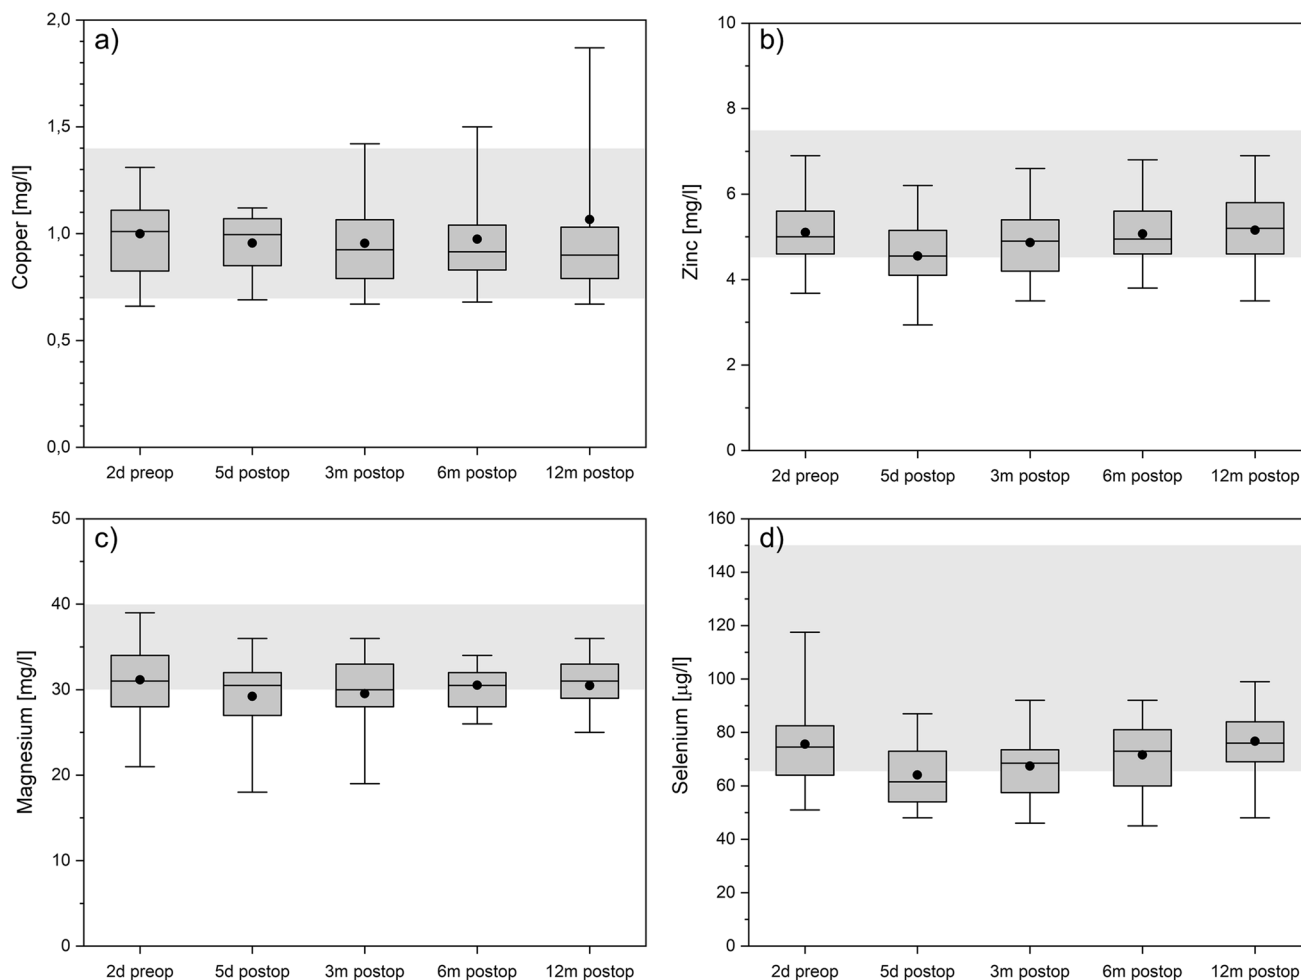 a)
Copper [mg/l]
2,0
1,5
1,0
0,5
0,0
2d preop 5d postop 3m postop 6m postop 12m postop
b)
Zinc [mg/l]
10
8
6
4
2
0
2d preop 5d postop 3m postop 6m postop 12m postop
c)
Magnesium [mg/l]
50
40
30
20
10
0
2d preop 5d postop 3m postop 6m postop 12m postop
d)
Selenium [µg/l]
160
140
120
100
80
60
40
20
0
2d preop 5d postop 3m postop 6m postop 12m postop